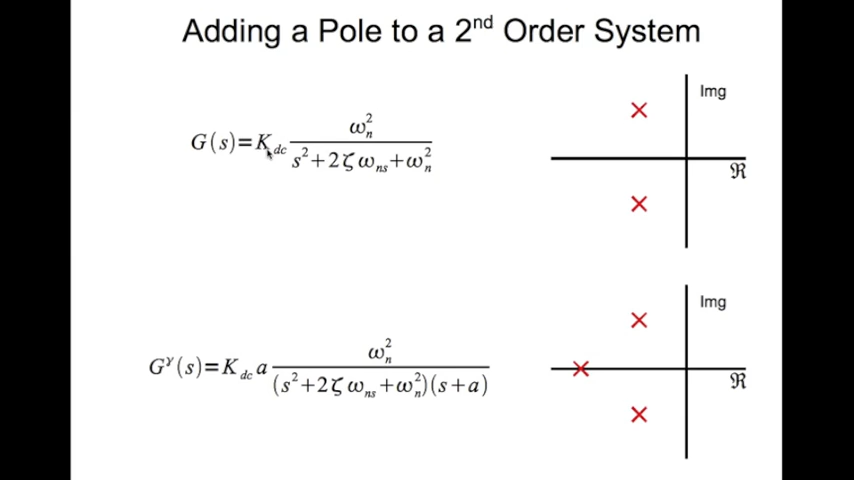 Adding a Pole to a 2nd Order System
Img
G(s)=K_dc ω_n^2 / (s^2+2ζω_ns+ω_n^2)
ℜ
Img
G^γ(s)=K_dc a ω_n^2 / ((s^2+2ζω_ns+ω_n^2)(s+a))
ℜ